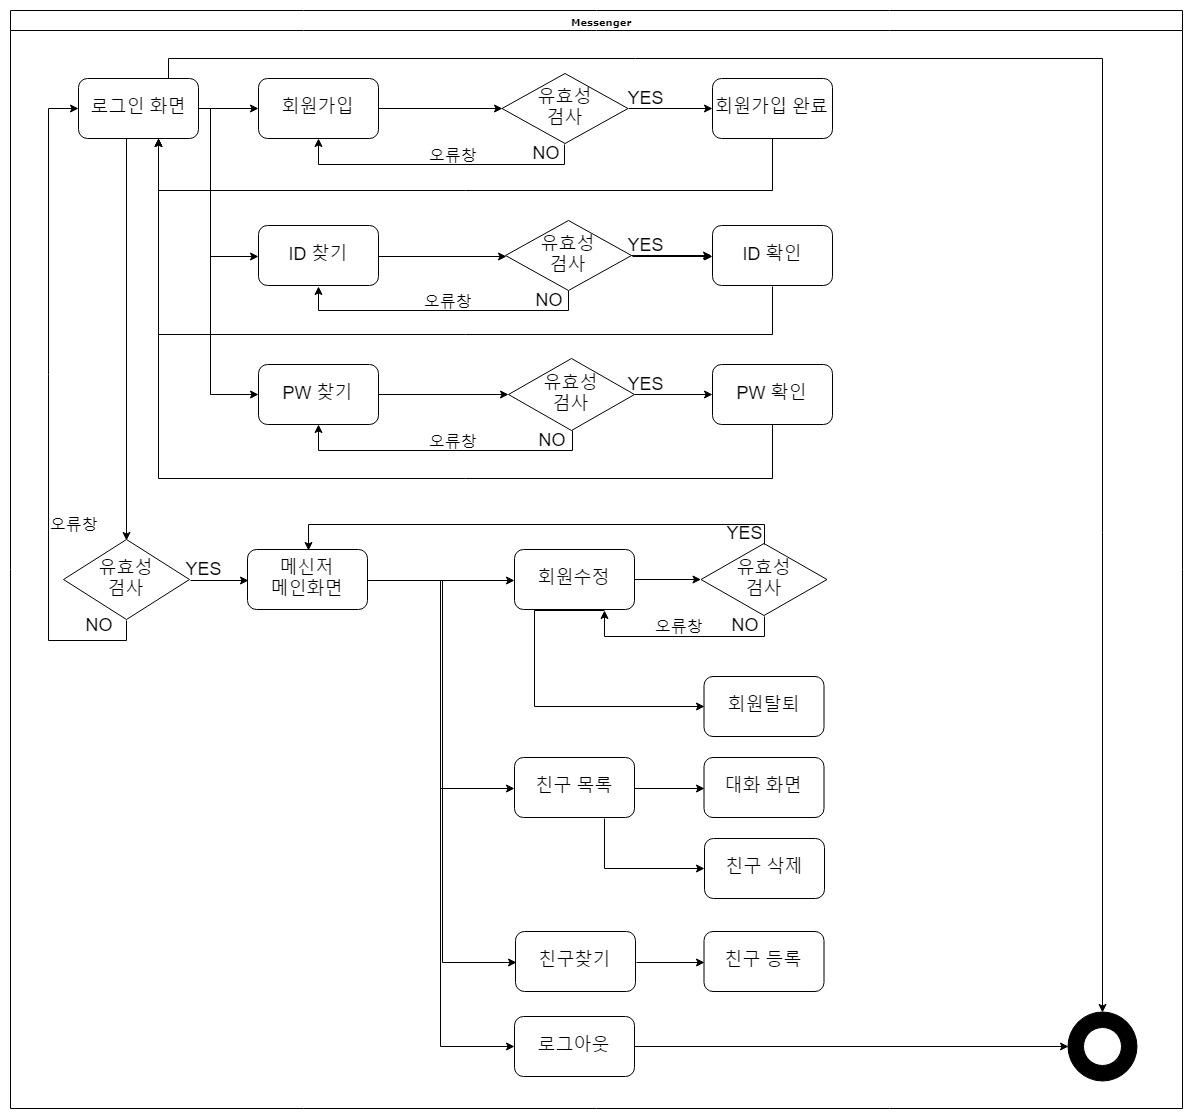 Messenger
로그인 화면
회원가입
유효성
검사
YES
회원가입 완료
오류창
NO
ID 찾기
유효성
검사
YES
ID 확인
오류창
NO
PW 찾기
유효성
검사
YES
PW 확인
오류창
NO
오류창
유효성
검사
YES
NO
메신저
메인화면
회원수정
YES
유효성
검사
오류창
NO
회원탈퇴
친구 목록
대화 화면
친구 삭제
친구찾기
친구 등록
로그아웃